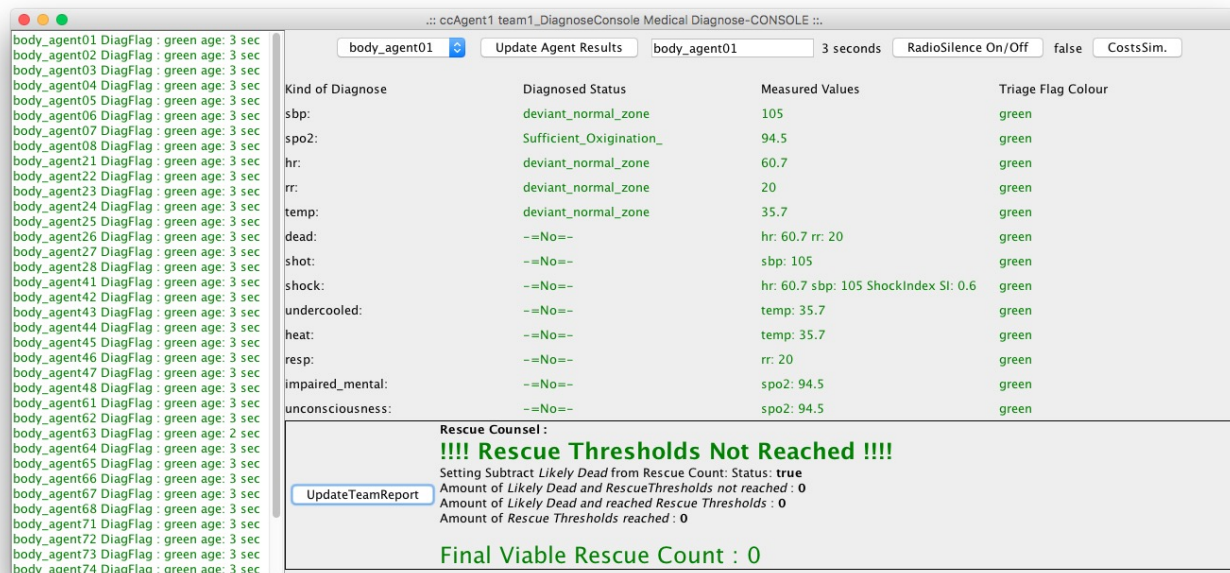 .:: ccAgent1 team1_DiagnoseConsole Medical Diagnose-CONSOLE ::.
body_agent01 DiagFlag : green age: 3 sec
body_agent02 DiagFlag : green age: 3 sec
body_agent03 DiagFlag : green age: 3 sec
body_agent04 DiagFlag : green age: 3 sec
body_agent05 DiagFlag : green age: 3 sec
body_agent06 DiagFlag : green age: 3 sec
body_agent07 DiagFlag : green age: 3 sec
body_agent08 DiagFlag : green age: 3 sec
body_agent21 DiagFlag : green age: 3 sec
body_agent22 DiagFlag : green age: 3 sec
body_agent23 DiagFlag : green age: 3 sec
body_agent24 DiagFlag : green age: 3 sec
body_agent25 DiagFlag : green age: 3 sec
body_agent26 DiagFlag : green age: 3 sec
body_agent27 DiagFlag : green age: 3 sec
body_agent28 DiagFlag : green age: 3 sec
body_agent41 DiagFlag : green age: 3 sec
body_agent42 DiagFlag : green age: 3 sec
body_agent43 DiagFlag : green age: 3 sec
body_agent44 DiagFlag : green age: 3 sec
body_agent45 DiagFlag : green age: 3 sec
body_agent46 DiagFlag : green age: 3 sec
body_agent47 DiagFlag : green age: 3 sec
body_agent48 DiagFlag : green age: 3 sec
body_agent61 DiagFlag : green age: 3 sec
body_agent62 DiagFlag : green age: 3 sec
body_agent63 DiagFlag : green age: 2 sec
body_agent64 DiagFlag : green age: 3 sec
body_agent65 DiagFlag : green age: 3 sec
body_agent66 DiagFlag : green age: 3 sec
body_agent67 DiagFlag : green age: 3 sec
body_agent68 DiagFlag : green age: 3 sec
body_agent71 DiagFlag : green age: 3 sec
body_agent72 DiagFlag : green age: 3 sec
body_agent73 DiagFlag : green age: 3 sec
body_agent74 DiagFlag : green age: 3 sec
body_agent01 Update Agent Results body_agent01 3 seconds RadioSilence On/Off false CostsSim.
Kind of Diagnose Diagnosed Status Measured Values Triage Flag Colour
sbp: deviant_normal_zone 105 green
spo2: Sufficient_Oxigination_ 94.5 green
hr: deviant_normal_zone 60.7 green
rr: deviant_normal_zone 20 green
temp: deviant_normal_zone 35.7 green
dead: -=No=- hr: 60.7 rr: 20 green
shot: -=No=- sbp: 105 green
shock: -=No=- hr: 60.7 sbp: 105 ShockIndex SI: 0.6 green
undercooled: -=No=- temp: 35.7 green
heat: -=No=- temp: 35.7 green
resp: -=No=- rr: 20 green
impaired_mental: -=No=- spo2: 94.5 green
unconsciousness: -=No=- spo2: 94.5 green
UpdateTeamReport
Rescue Counsel :
!!!! Rescue Thresholds Not Reached !!!!
Setting Subtract Likely Dead from Rescue Count: Status: true
Amount of Likely Dead and RescueThresholds not reached : 0
Amount of Likely Dead and reached Rescue Thresholds : 0
Amount of Rescue Thresholds reached : 0
Final Viable Rescue Count : 0